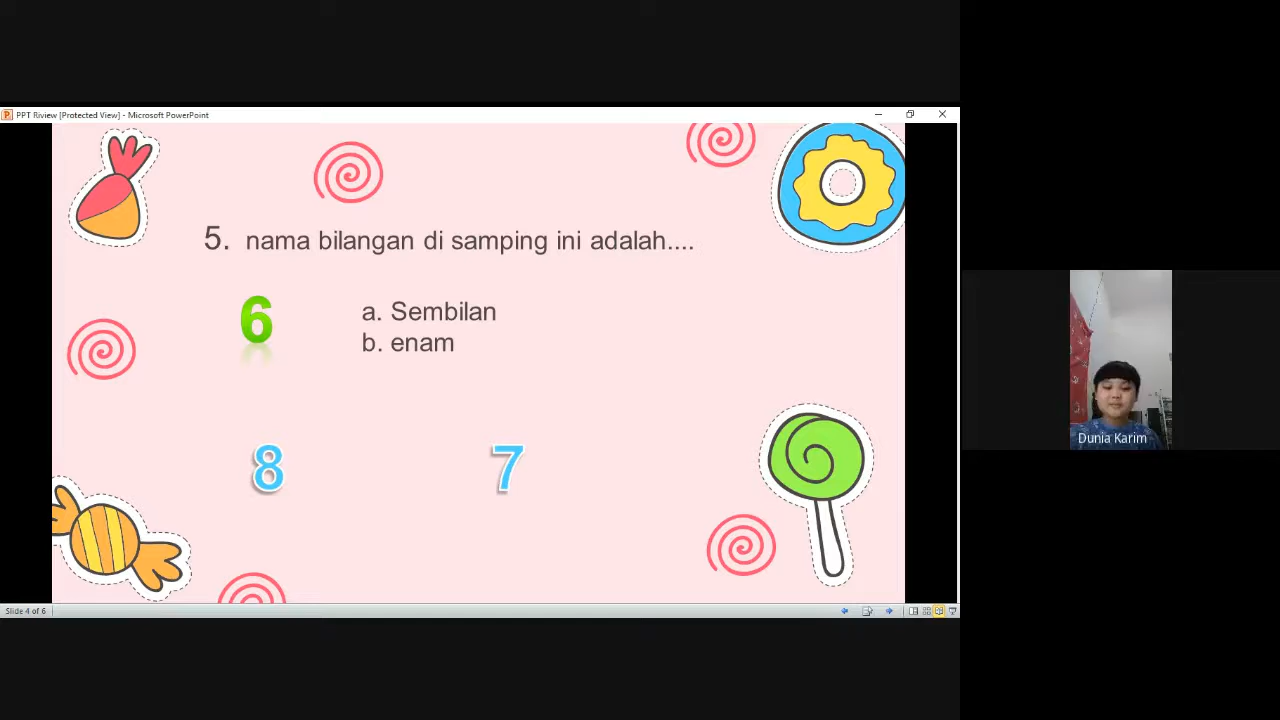 PPT Riview [Protected View] - Microsoft PowerPoint
5. nama bilangan di samping ini adalah....
6
a. Sembilan
b. enam
8 7
Dunia Karim
Slide 4 of 6